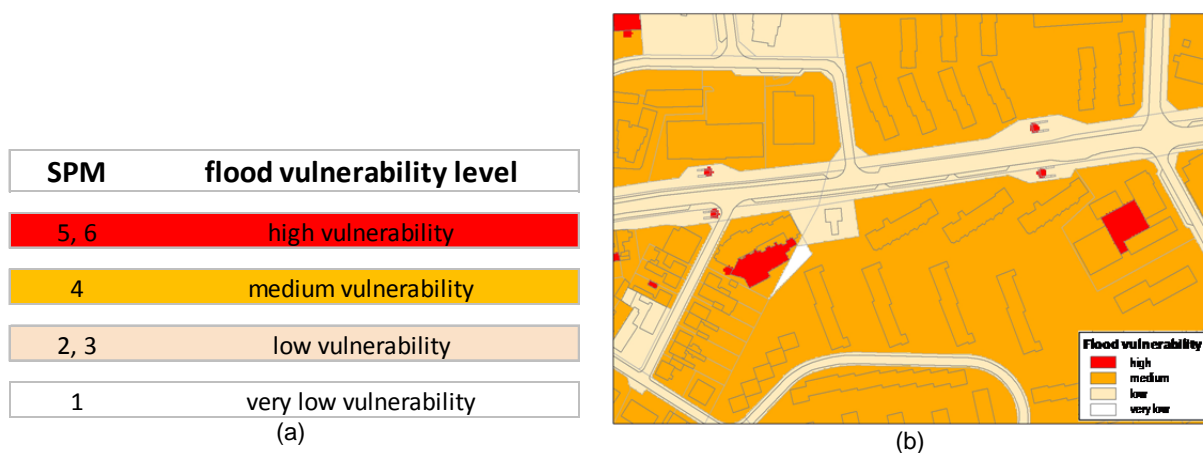 SPM flood vulnerability level
5, 6 high vulnerability
4 medium vulnerability
2, 3 low vulnerability
1 very low vulnerability
(a)
Flood vulnerability
high
medium
low
very low
(b)